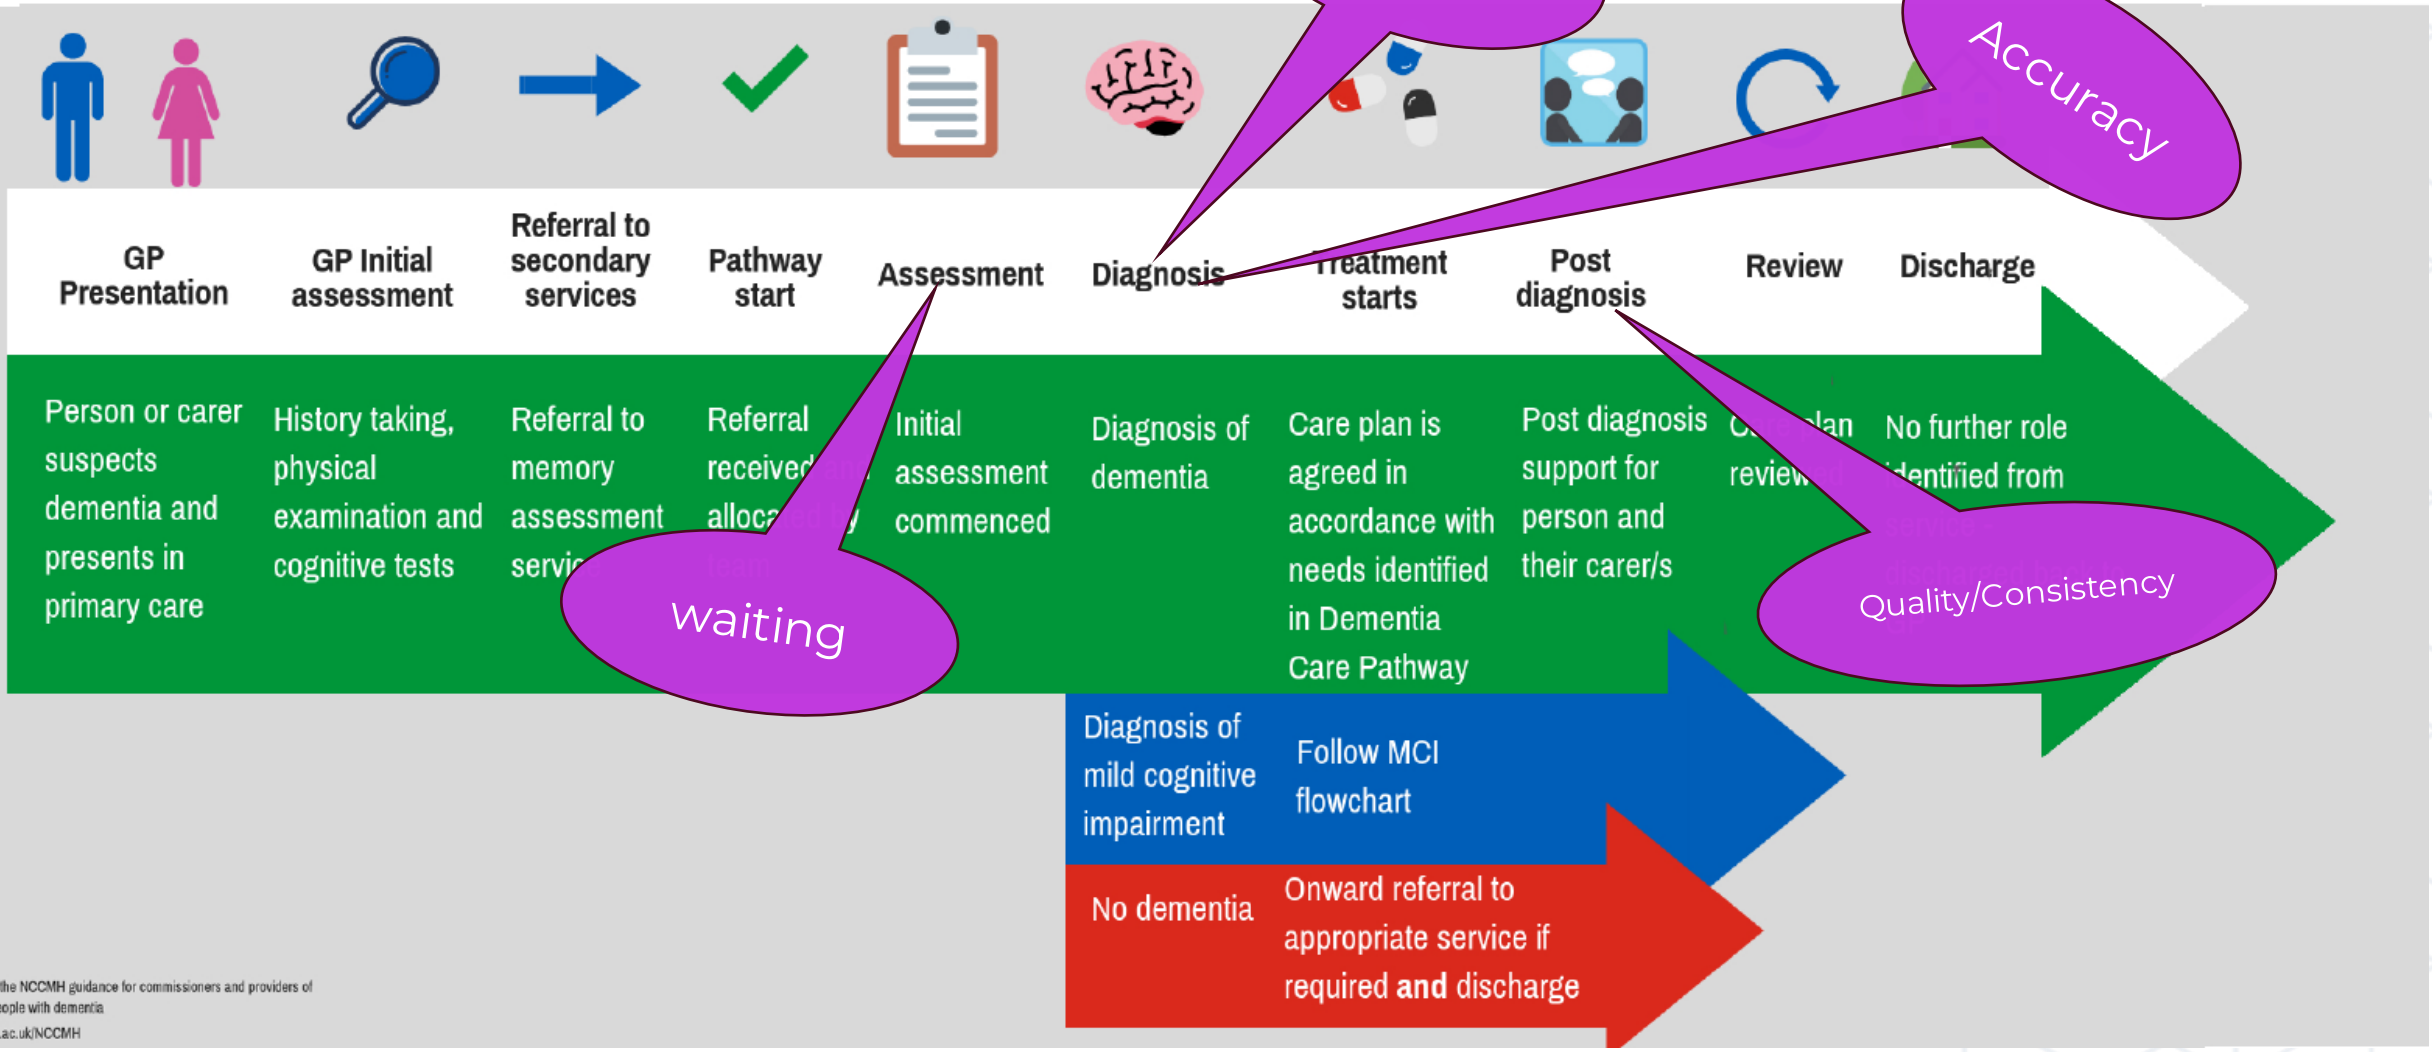 Accuracy
GP
Presentation
GP Initial
assessment
Referral to
secondary
services
Pathway
start
Assessment
Diagnosis
Treatment
starts
Post
diagnosis
Review
Discharge
Person or carer
suspects
dementia and
presents in
primary care
History taking,
physical
examination and
cognitive tests
Referral to
memory
assessment
Referral
received
Initial
assessment
commenced
Diagnosis of
dementia
Care plan is
agreed in
accordance with
needs identified
in Dementia
Care Pathway
Post diagnosis
support for
person and
their carer/s
Care plan
reviewed
No further role
identified from
waiting
Quality/Consistency
Diagnosis of
mild cognitive
impairment
Follow MCI
flowchart
No dementia
Onward referral to
appropriate service if
required and discharge
the NCCMH guidance for commissioners and providers of
with dementia
.ac.uk/NCCMH